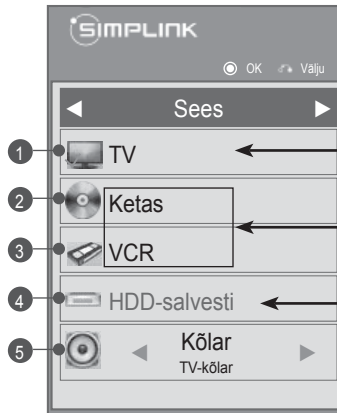 SIMPLINK
OK Välju
Sees
1 TV
2 Ketas
3 VCR
4 HDD-salvesti
5 Kõlar
TV-kõlar